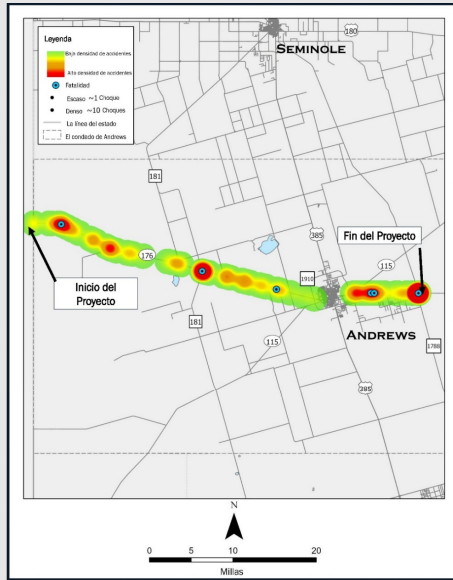 SEMINOLE
180
Leyenda
Baja densidad de accidentes
Alta densidad de accidentes
Fatalidad
Escaso ~1 Choque
Denso ~10 Choques
La línea del estado
El condado de Andrews
181
385
Fin del Proyecto
176
1910
115
Inicio del
Proyecto
181
115
ANDREWS
1788
385
N
0 5 10 20
Millas